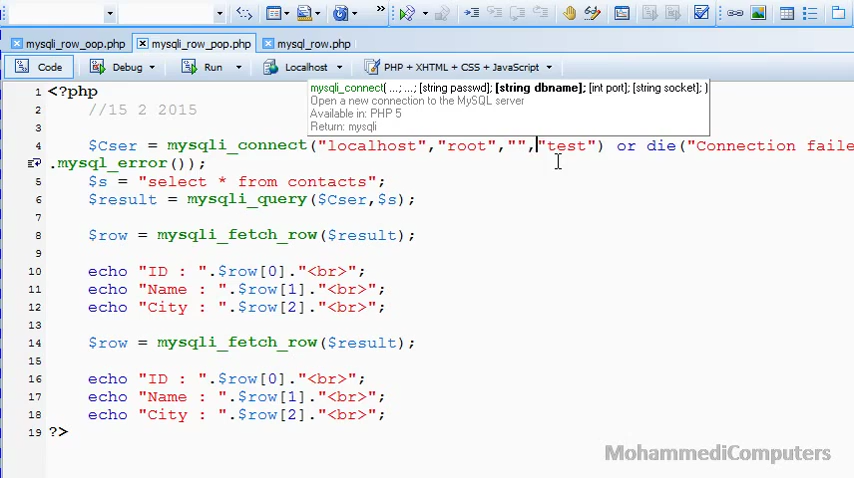 mysqli_row_oop.php mysqli_row_pop.php mysql_row.php
Code Debug Run Localhost PHP + XHTML + CSS + JavaScript
mysqli_connect( ...; ...; [string passwd]; [string dbname]; [int port]; [string socket]; )
Open a new connection to the MySQL server
Available in: PHP 5
Return: mysqli
1 <?php
2 //15 2 2015
3
4 $Cser = mysqli_connect("localhost","root","","test") or die("Connection faile
.mysql_error());
5 $s = "select * from contacts";
6 $result = mysqli_query($Cser,$s);
7
8 $row = mysqli_fetch_row($result);
9
10 echo "ID : ".$row[0]."<br>";
11 echo "Name : ".$row[1]."<br>";
12 echo "City : ".$row[2]."<br>";
13
14 $row = mysqli_fetch_row($result);
15
16 echo "ID : ".$row[0]."<br>";
17 echo "Name : ".$row[1]."<br>";
18 echo "City : ".$row[2]."<br>";
19 ?>
MohammediComputers